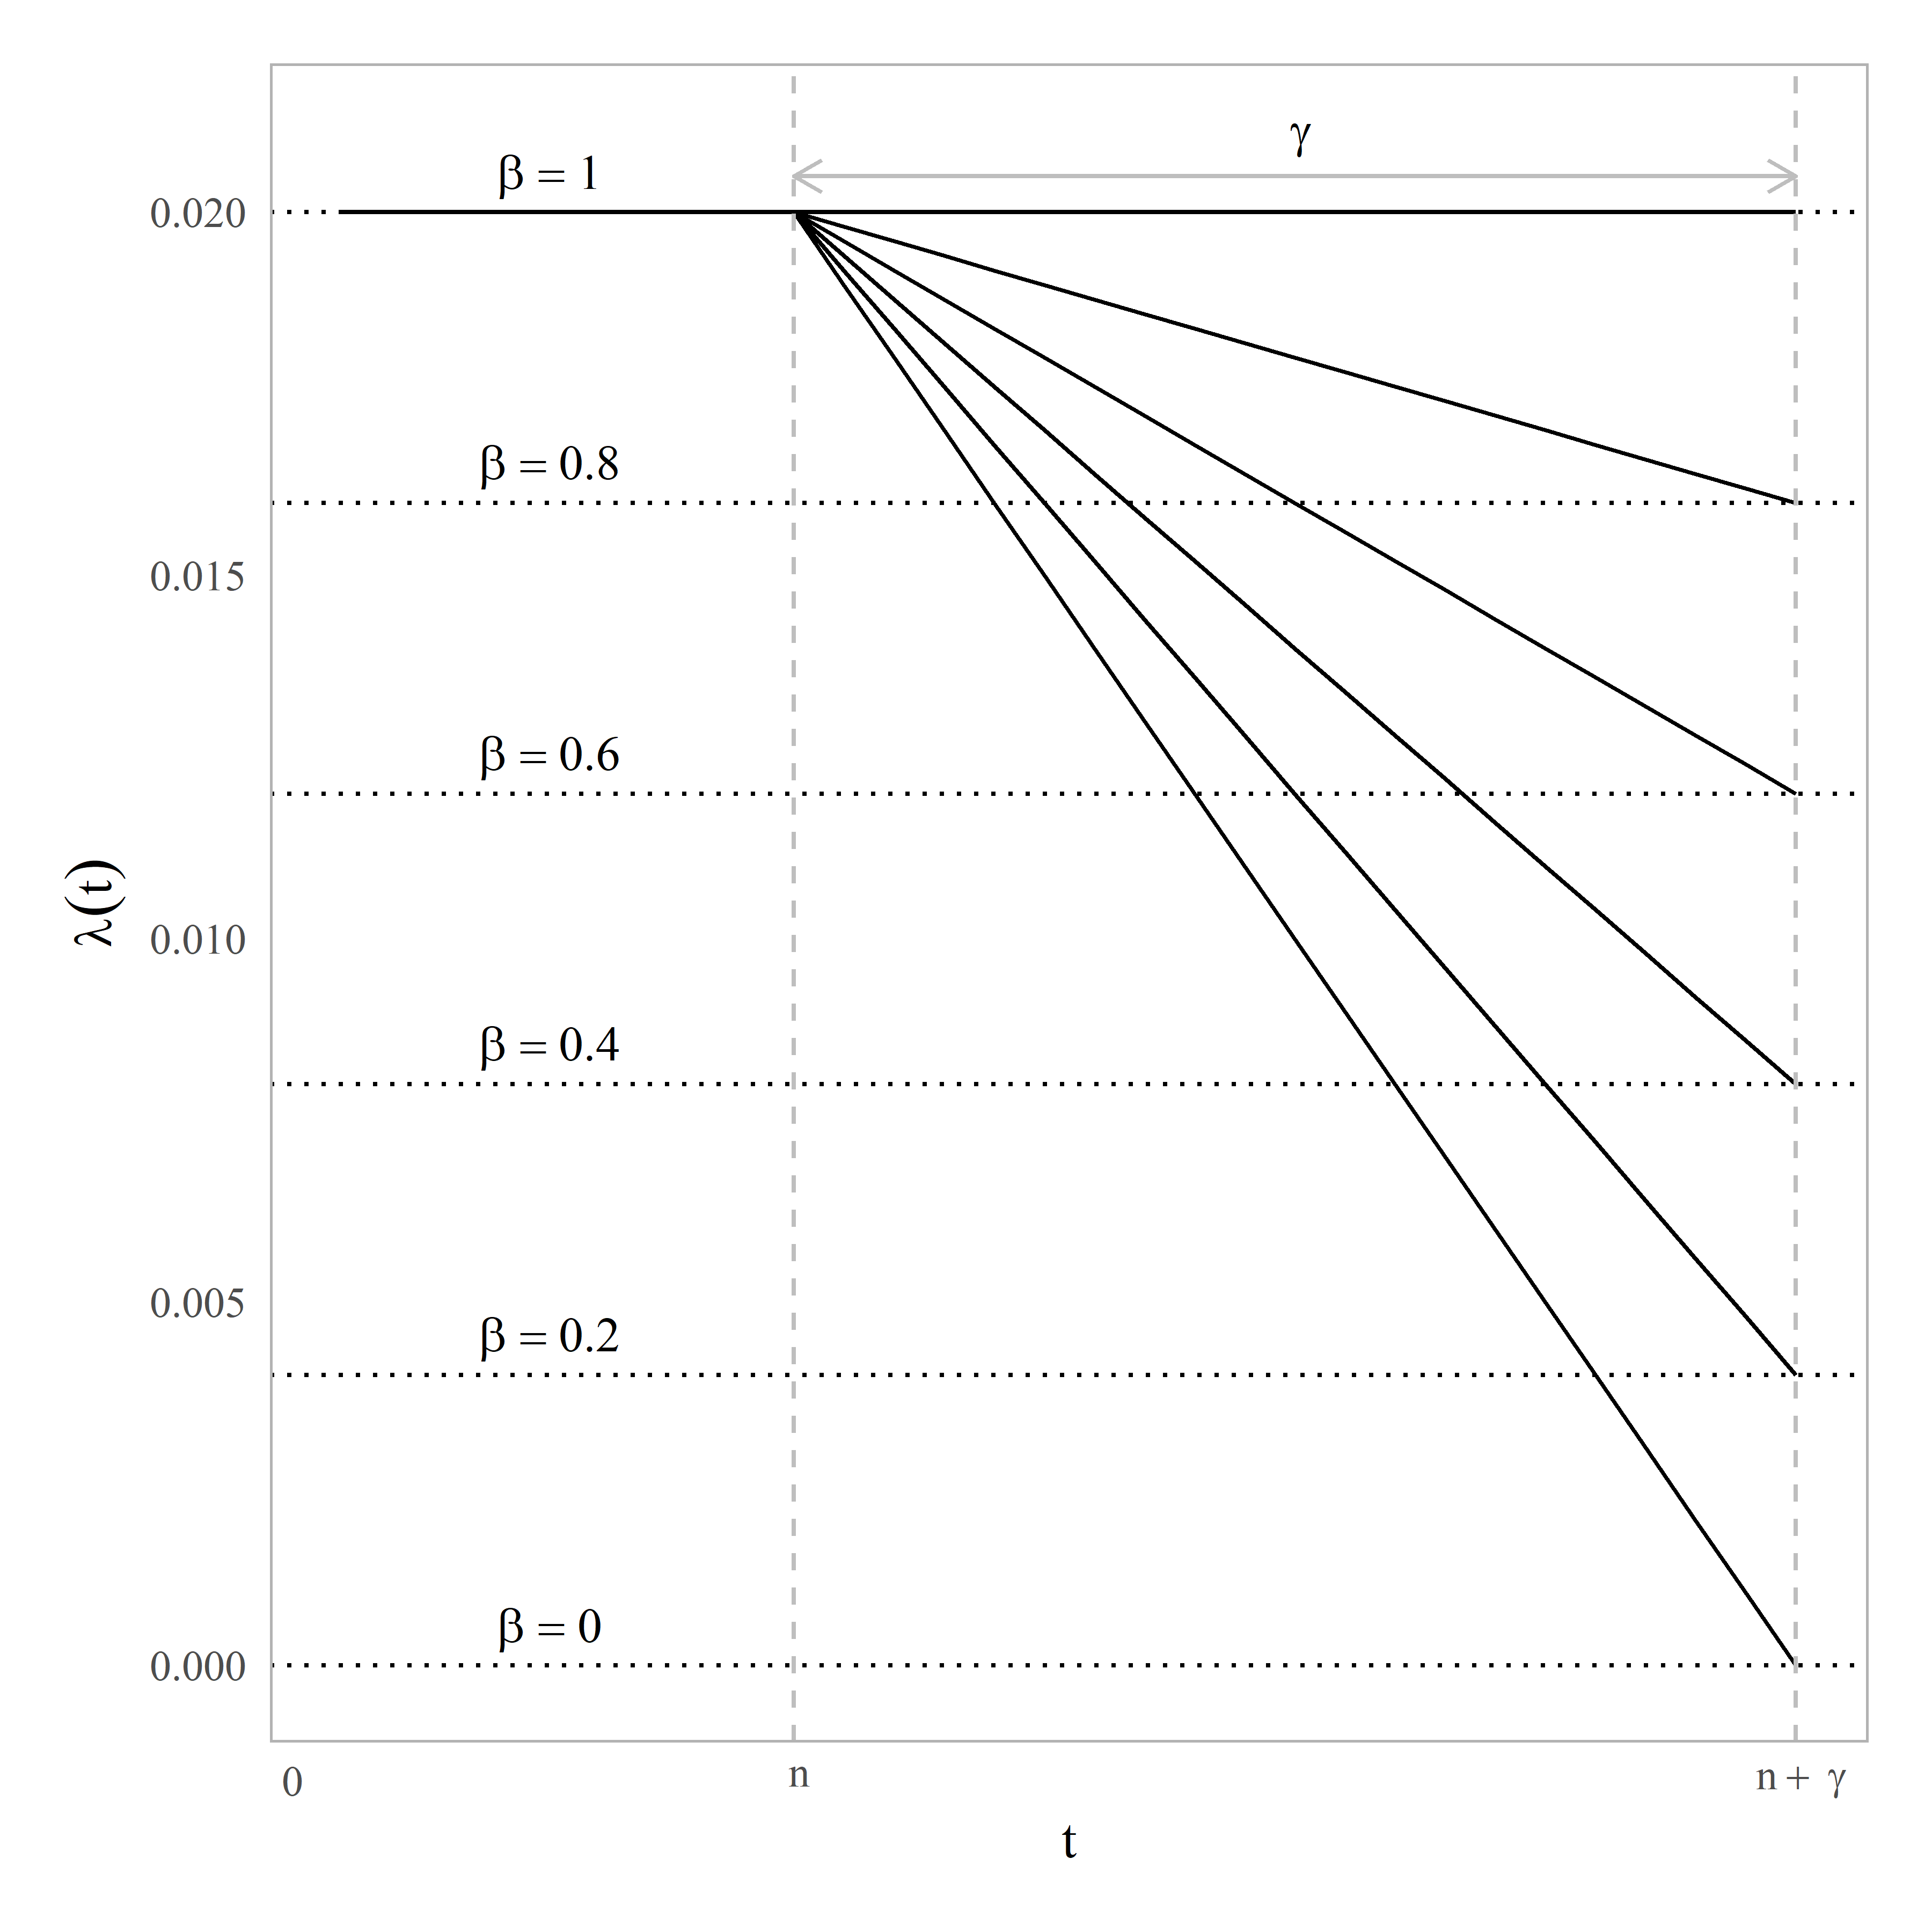 γ
β = 1
0.020
β = 0.8
0.015
β = 0.6
λ(t)
0.010
β = 0.4
0.005
β = 0.2
β = 0
0.000
0 n n + γ
t